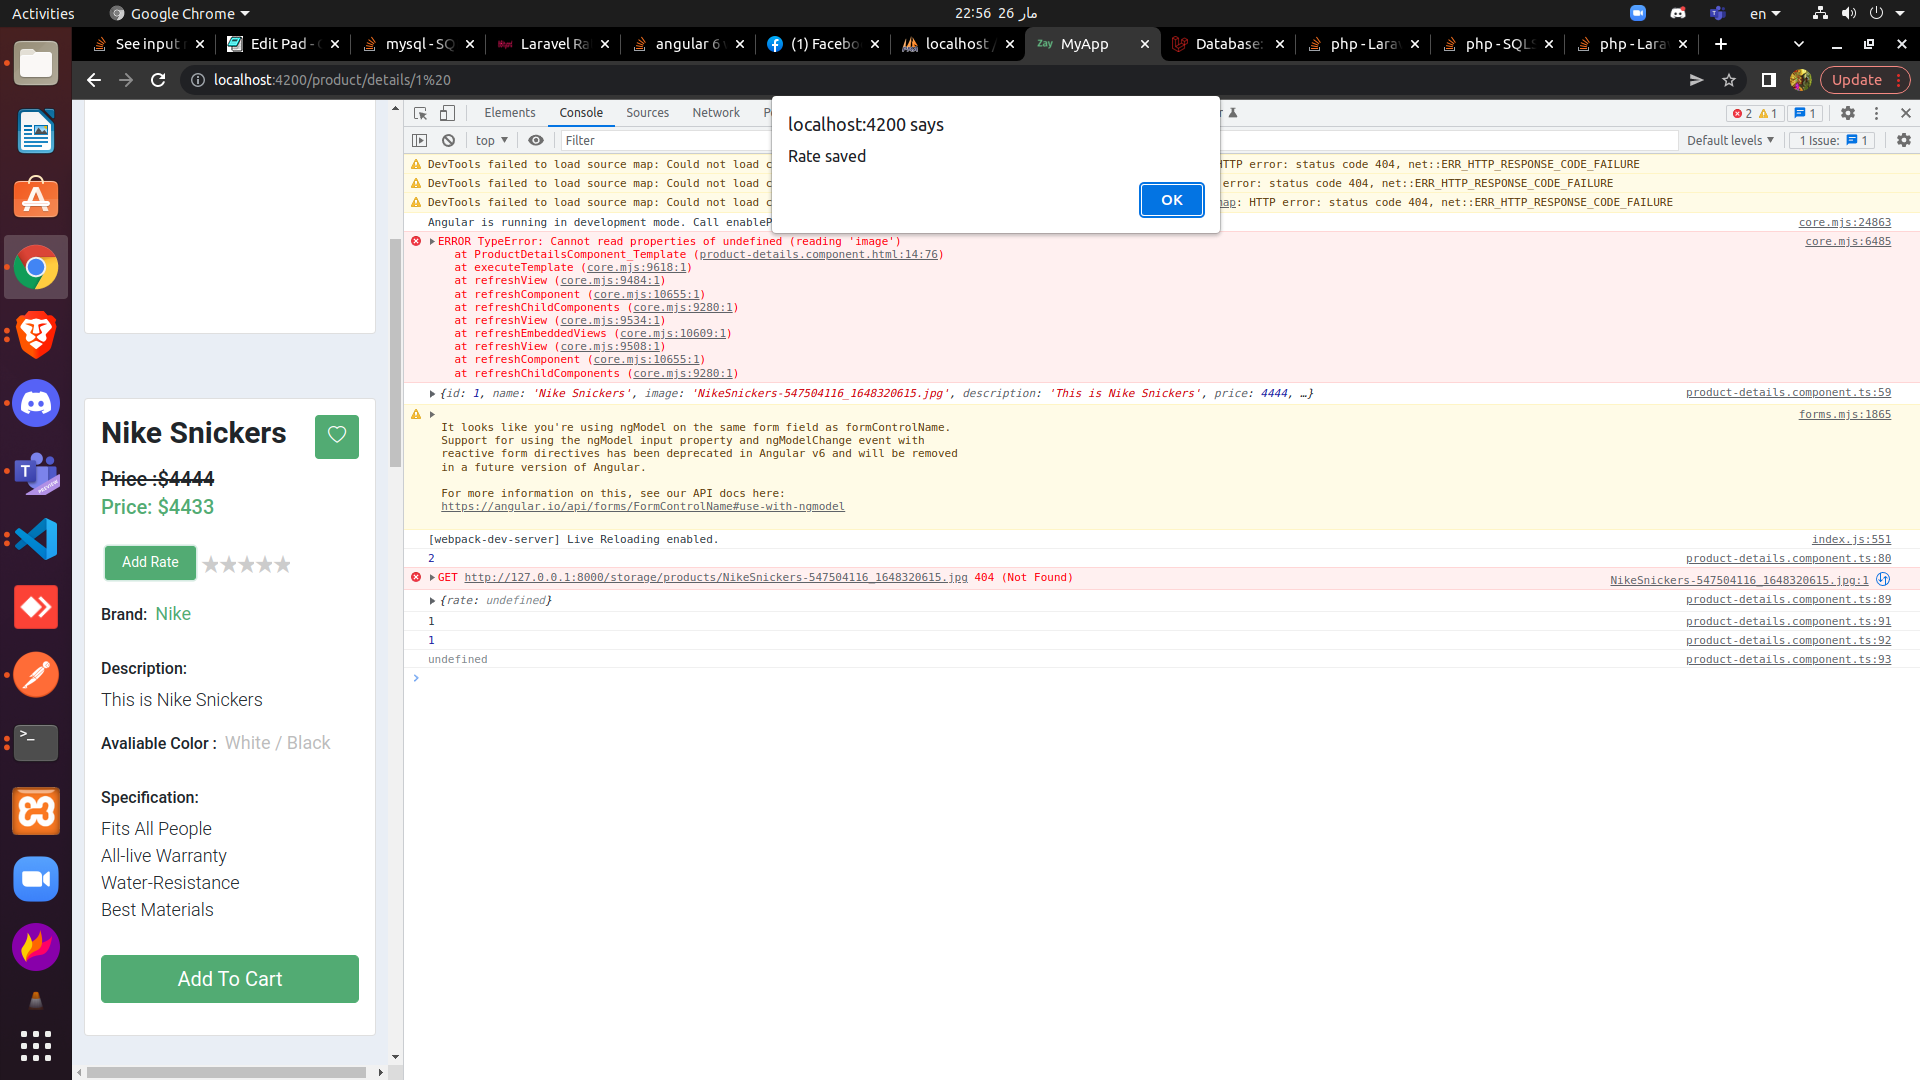 Activities
Google Chrome
22:56 26 مار
en
See input
Edit Pad -
mysql - SQ
Laravel Ra
angular 6
(1) Facebo
localhost /
Zay
MyApp
Database:
php - Larav
php - SQLS
php - Larav
localhost:4200/product/details/1%20
Update
Elements
Console
Sources
Network
2
1
1
top
Filter
Default levels
1 Issue:
1
localhost:4200 says
Rate saved
OK
DevTools failed to load source map: Could not load c
TTP error: status code 404, net::ERR_HTTP_RESPONSE_CODE_FAILURE
DevTools failed to load source map: Could not load c
error: status code 404, net::ERR_HTTP_RESPONSE_CODE_FAILURE
DevTools failed to load source map: Could not load c
map: HTTP error: status code 404, net::ERR_HTTP_RESPONSE_CODE_FAILURE
Angular is running in development mode. Call enableP
core.mjs:24863
ERROR TypeError: Cannot read properties of undefined (reading 'image')
core.mjs:6485
at ProductDetailsComponent_Template (product-details.component.html:14:76)
at executeTemplate (core.mjs:9618:1)
at refreshView (core.mjs:9484:1)
at refreshComponent (core.mjs:10655:1)
at refreshChildComponents (core.mjs:9280:1)
at refreshView (core.mjs:9534:1)
at refreshEmbeddedViews (core.mjs:10609:1)
at refreshView (core.mjs:9508:1)
at refreshComponent (core.mjs:10655:1)
at refreshChildComponents (core.mjs:9280:1)
{id: 1, name: 'Nike Snickers', image: 'NikeSnickers-547504116_1648320615.jpg', description: 'This is Nike Snickers', price: 4444, …}
product-details.component.ts:59
forms.mjs:1865
It looks like you're using ngModel on the same form field as formControlName.
Support for using the ngModel input property and ngModelChange event with
reactive form directives has been deprecated in Angular v6 and will be removed
in a future version of Angular.
For more information on this, see our API docs here:
https://angular.io/api/forms/FormControlName#use-with-ngmodel
[webpack-dev-server] Live Reloading enabled.
index.js:551
2
product-details.component.ts:80
GET http://127.0.0.1:8000/storage/products/NikeSnickers-547504116_1648320615.jpg 404 (Not Found)
NikeSnickers-547504116_1648320615.jpg:1
{rate: undefined}
product-details.component.ts:89
1
product-details.component.ts:91
1
product-details.component.ts:92
undefined
product-details.component.ts:93
Nike Snickers
Price :$4444
Price: $4433
Add Rate
Brand: Nike
Description:
This is Nike Snickers
Avaliable Color : White / Black
Specification:
Fits All People
All-live Warranty
Water-Resistance
Best Materials
Add To Cart